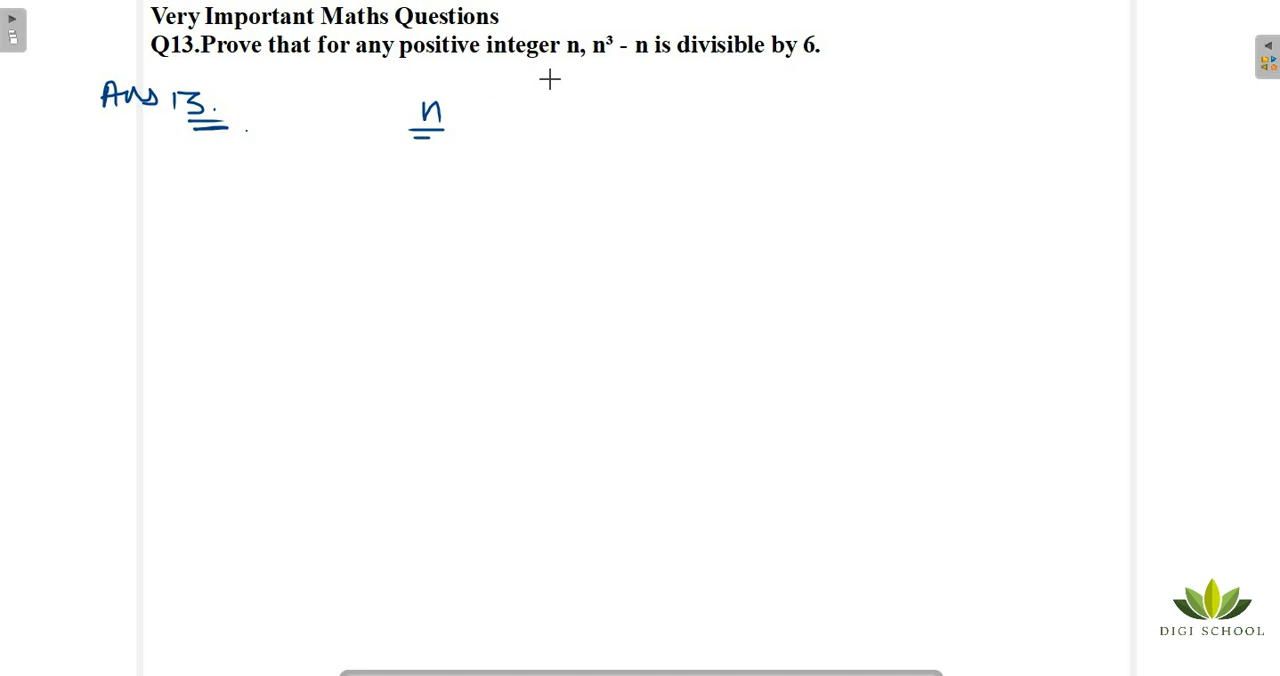 Very Important Maths Questions
Q13.Prove that for any positive integer n, n³ - n is divisible by 6.
Ans 13.
n
DIGI SCHOOL